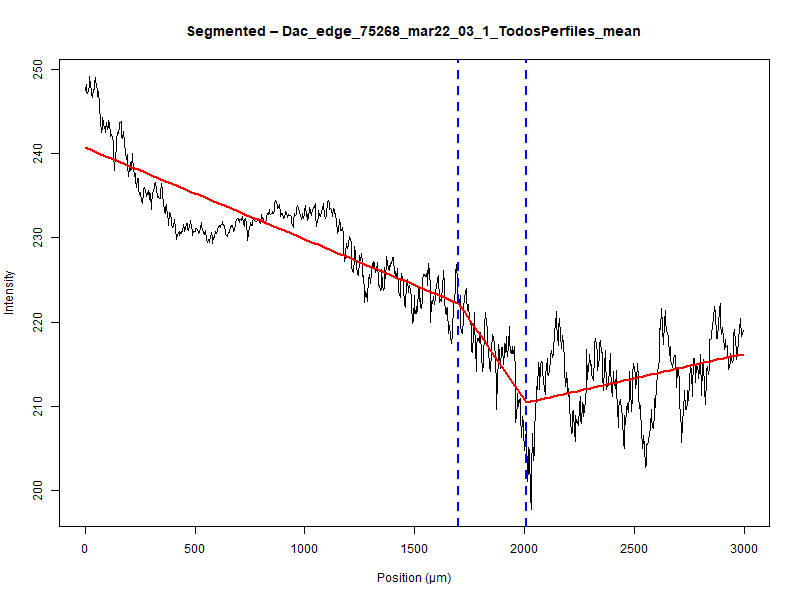 Segmented – Dac_edge_75268_mar22_03_1_TodosPerfiles_mean
Intensity
250
240
230
220
210
200
0 500 1000 1500 2000 2500 3000
Position (µm)